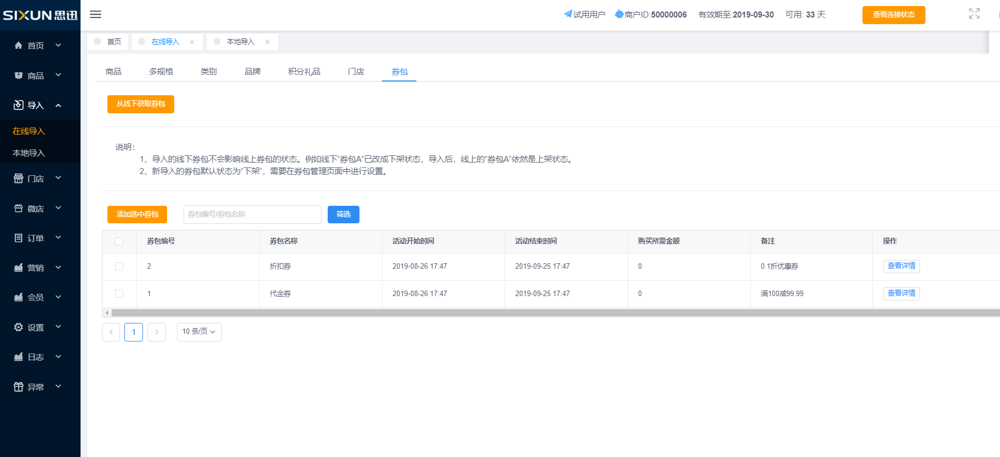 SIXUN思迅
试用用户 商户ID:50000006 有效期至:2019-09-30 可用: 33 天 查看连接状态
首页 在线导入 本地导入
首页
商品
导入
在线导入
本地导入
门店
微店
订单
营销
会员
设置
日志
异常
商品 多规格 类别 品牌 积分礼品 门店 券包
从线下获取券包
说明：
1、导入的线下券包不会影响线上券包的状态。例如线下“券包A”已改成下架状态，导入后，线上的”券包A“依然是上架状态。
2、新导入的券包默认状态为”下架“，需要在券包管理页面中进行设置。
添加选中券包 券包编号/券包名称 筛选
券包编号 券包名称 活动开始时间 活动结束时间 购买所需金额 备注 操作
2 折扣券 2019-08-26 17:47 2019-09-25 17:47 0 0.1折优惠券 查看详情
1 代金券 2019-08-26 17:47 2019-09-25 17:47 0 满100减99.99 查看详情
1 10 条/页